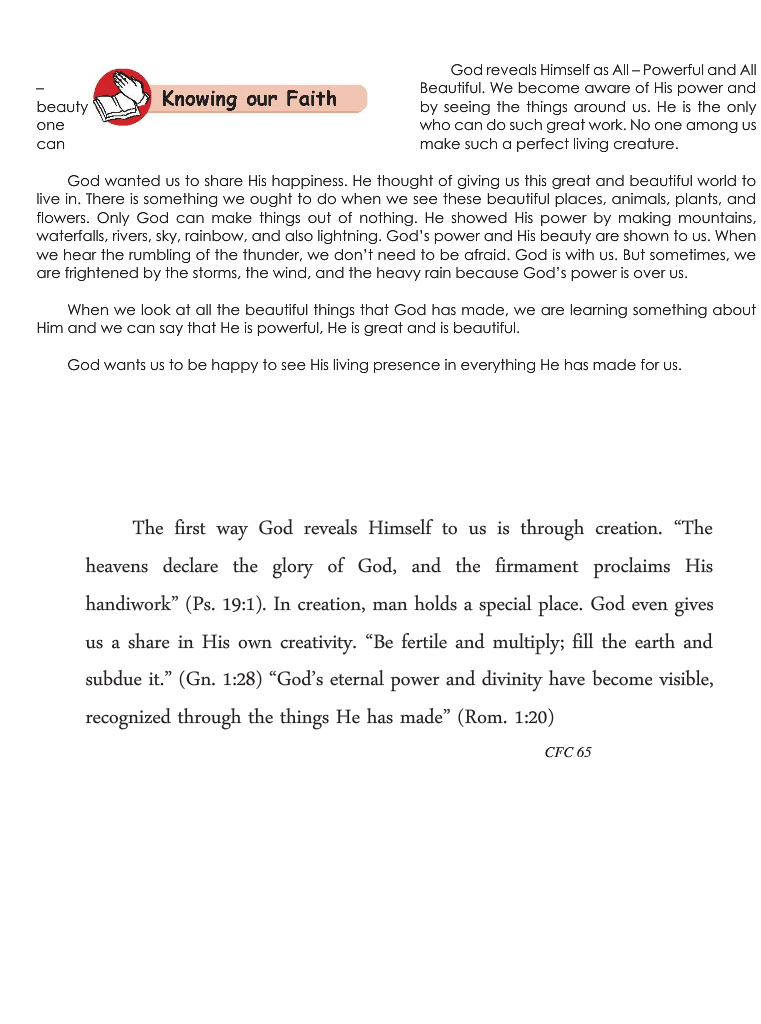 Knowing our Faith
God reveals Himself as All – Powerful and All
– Beautiful. We become aware of His power and
beauty by seeing the things around us. He is the only
one who can do such great work. No one among us
can make such a perfect living creature.
God wanted us to share His happiness. He thought of giving us this great and beautiful world to
live in. There is something we ought to do when we see these beautiful places, animals, plants, and
flowers. Only God can make things out of nothing. He showed His power by making mountains,
waterfalls, rivers, sky, rainbow, and also lightning. God’s power and His beauty are shown to us. When
we hear the rumbling of the thunder, we don’t need to be afraid. God is with us. But sometimes, we
are frightened by the storms, the wind, and the heavy rain because God’s power is over us.
When we look at all the beautiful things that God has made, we are learning something about
Him and we can say that He is powerful, He is great and is beautiful.
God wants us to be happy to see His living presence in everything He has made for us.
The first way God reveals Himself to us is through creation. “The
heavens declare the glory of God, and the firmament proclaims His
handiwork” (Ps. 19:1). In creation, man holds a special place. God even gives
us a share in His own creativity. “Be fertile and multiply; fill the earth and
subdue it.” (Gn. 1:28) “God’s eternal power and divinity have become visible,
recognized through the things He has made” (Rom. 1:20)
CFC 65